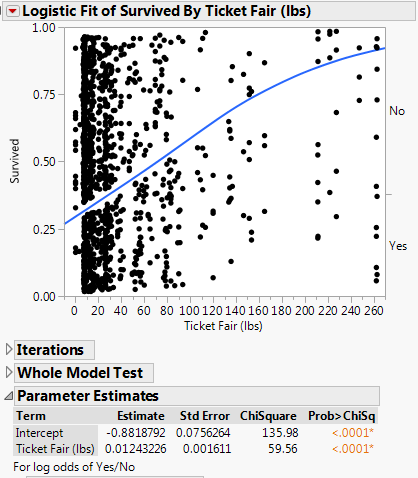 Logistic Fit of Survived By Ticket Fair (lbs)
1.00
0.75
0.50
0.25
0.00
Survived
No
Yes
0 20 40 60 80 100 120 140 160 180 200 220 240 260
Ticket Fair (lbs)
Iterations
Whole Model Test
Parameter Estimates
Term Estimate Std Error ChiSquare Prob>ChiSq
Intercept -0.8818792 0.0756264 135.98 <.0001*
Ticket Fair (lbs) 0.01243226 0.001611 59.56 <.0001*
For log odds of Yes/No